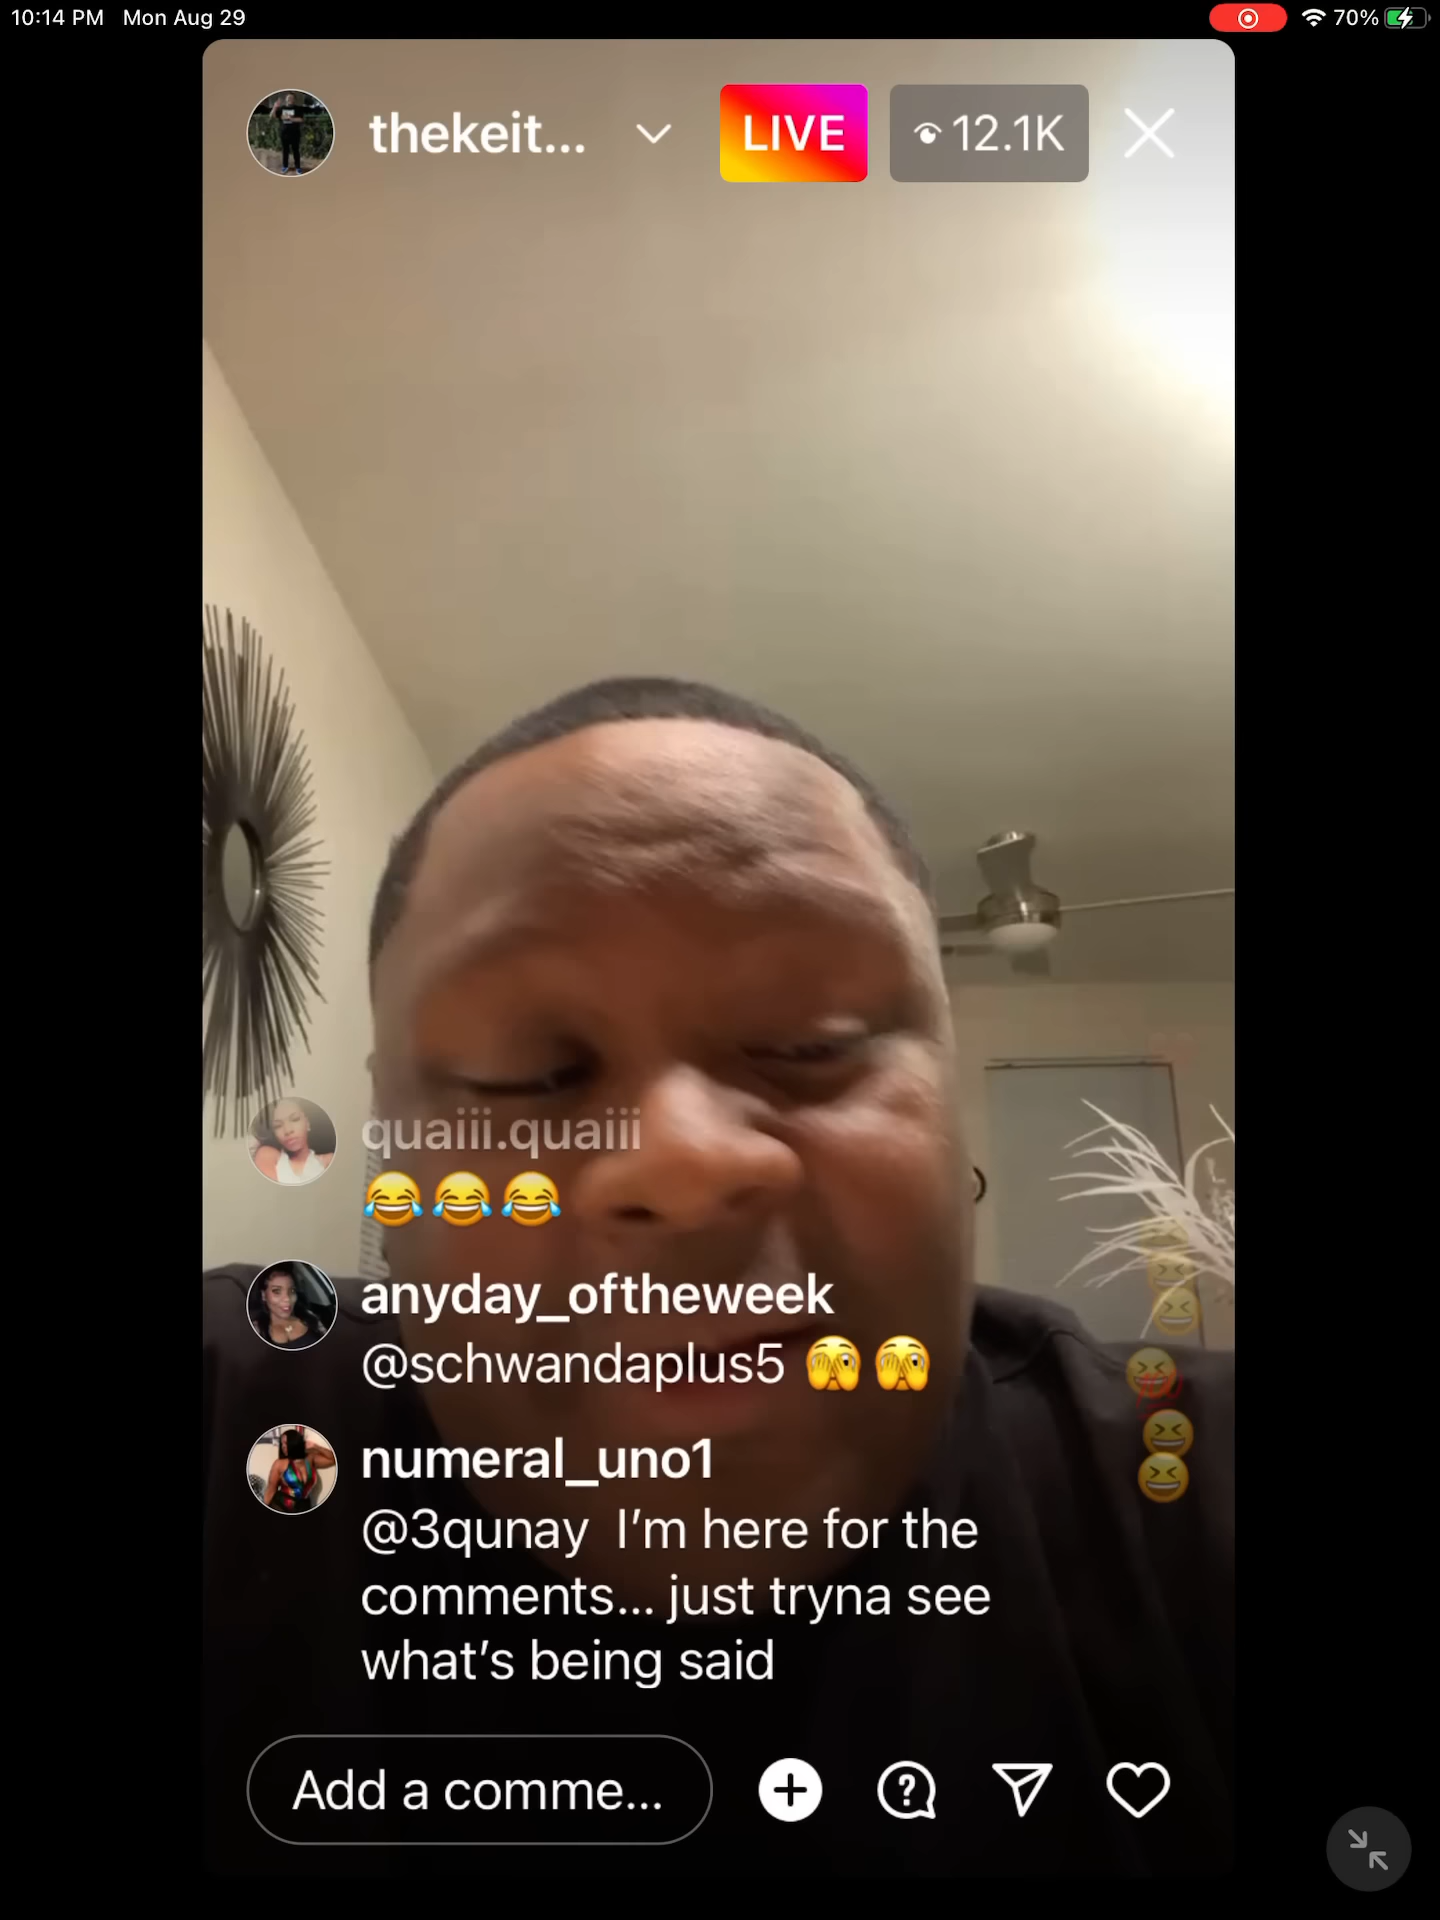 10:14 PM Mon Aug 29
70%
thekeit...
LIVE
12.1K
quaiii.quaiii
😂😂😂
anyday_oftheweek
@schwandaplus5 🫣🫣
numeral_uno1
@3qunay I’m here for the
comments... just tryna see
what’s being said
Add a comme...